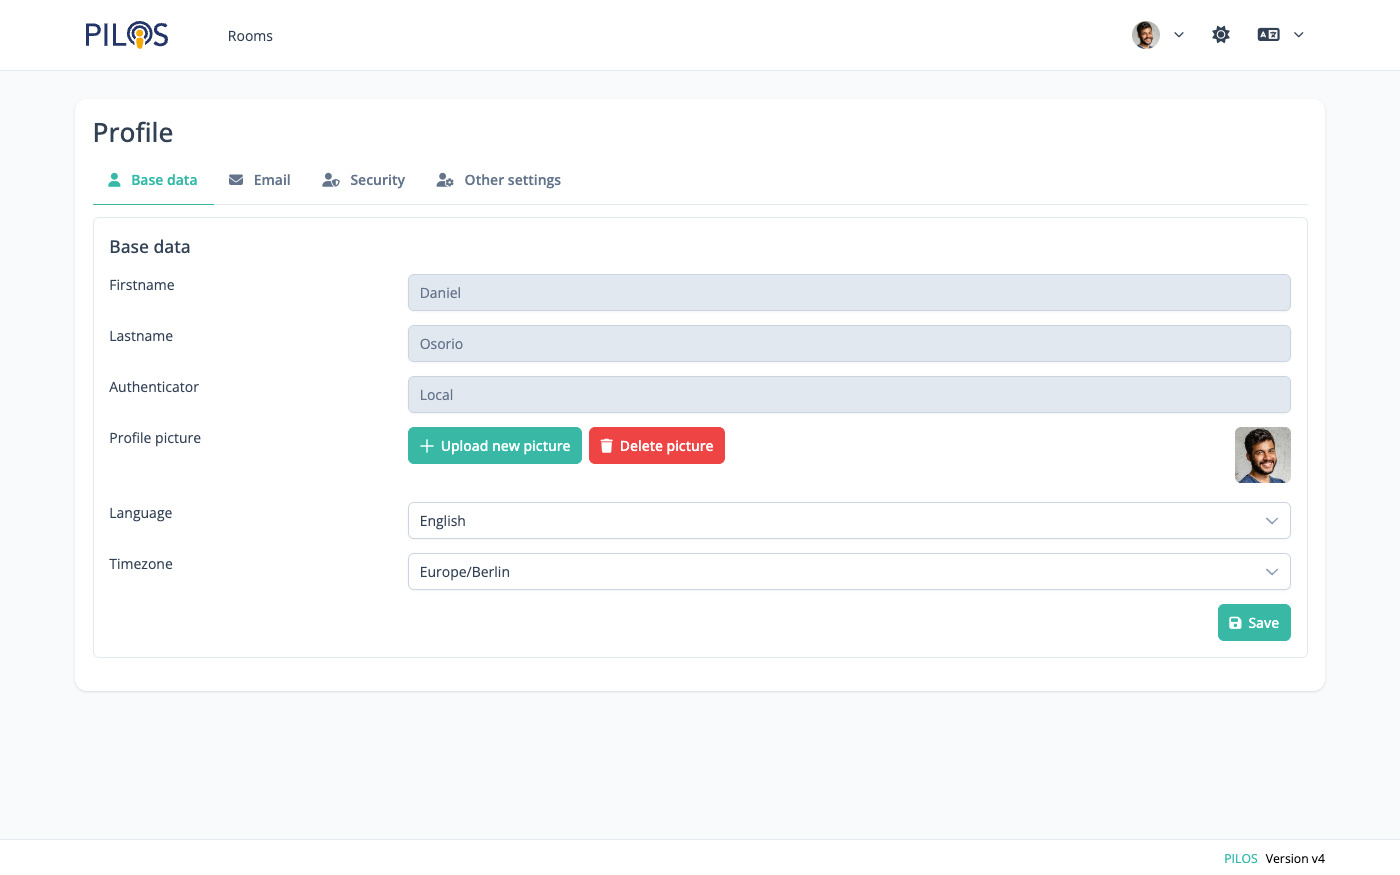 PILOS
Rooms
Profile
Base data
Email
Security
Other settings
Base data
Firstname
Daniel
Lastname
Osorio
Authenticator
Local
Profile picture
Upload new picture
Delete picture
Language
English
Timezone
Europe/Berlin
Save
PILOS Version v4